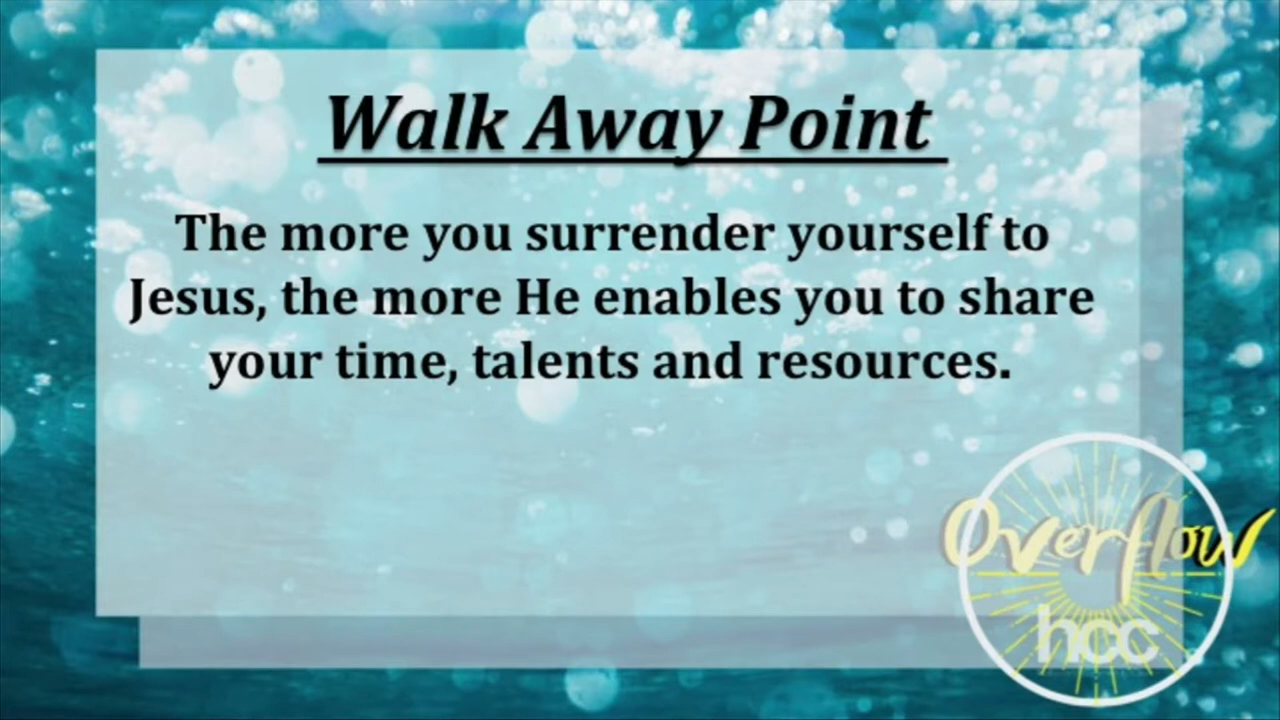 Walk Away Point
The more you surrender yourself to
Jesus, the more He enables you to share
your time, talents and resources.
Overflow
hcc